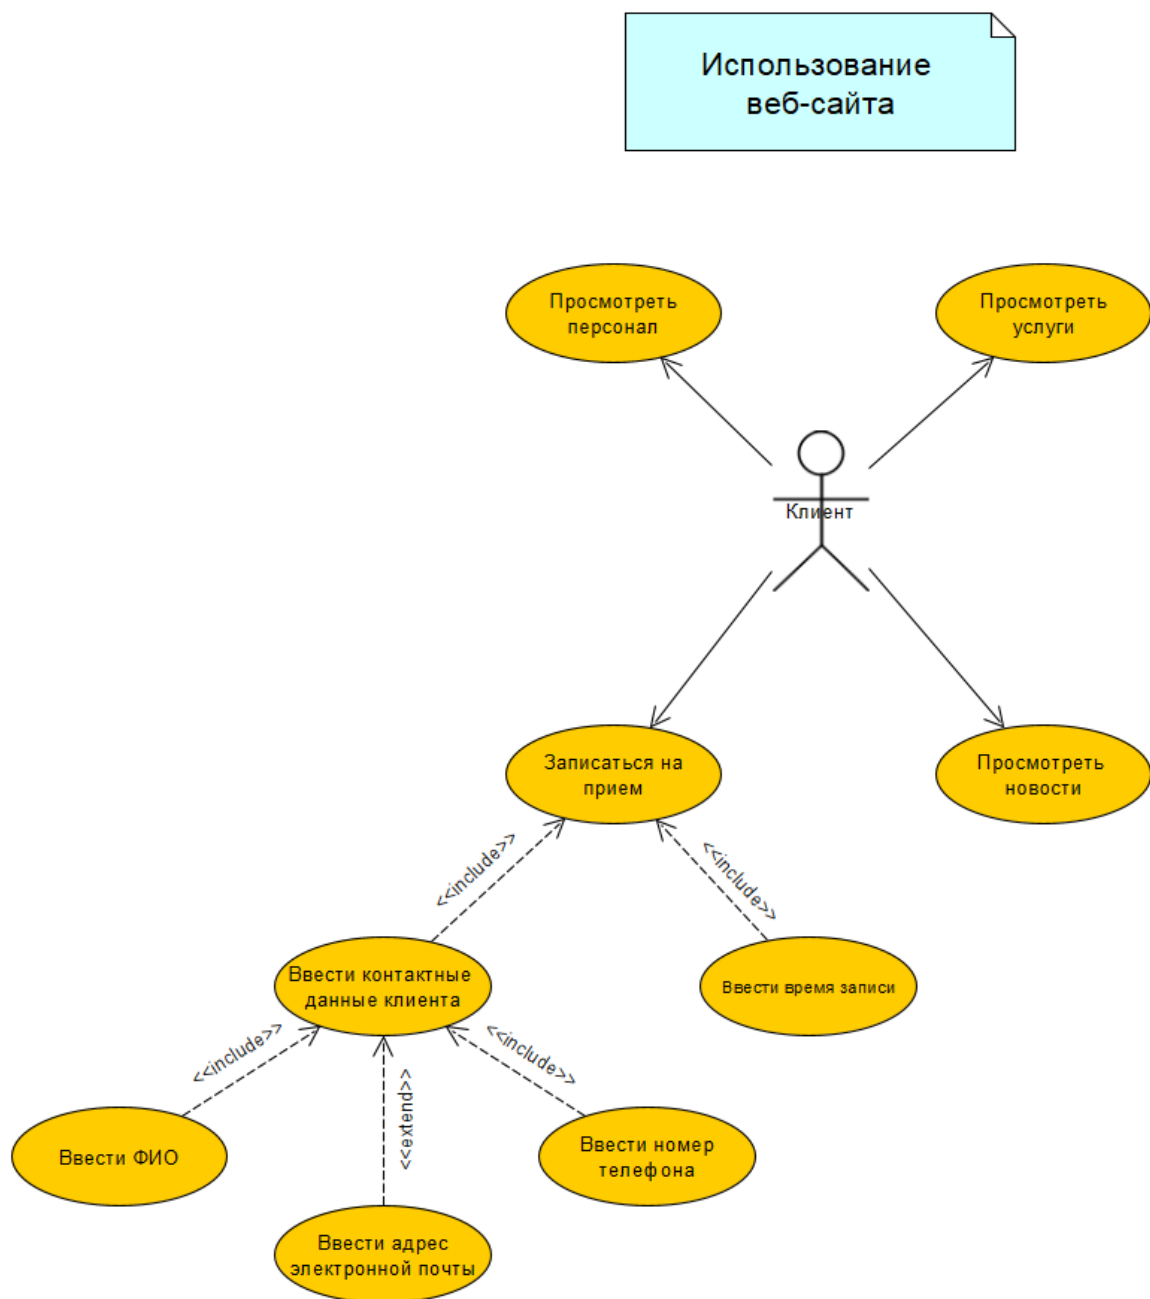 Использование
веб-сайта
Просмотреть
персонал
Просмотреть
услуги
Клиент
Записаться на
прием
Просмотреть
новости
<<include>>
<<include>>
Ввести контактные
данные клиента
Ввести время записи
<<include>>
<<extend>>
<<include>>
Ввести ФИО
Ввести номер
телефона
Ввести адрес
электронной почты